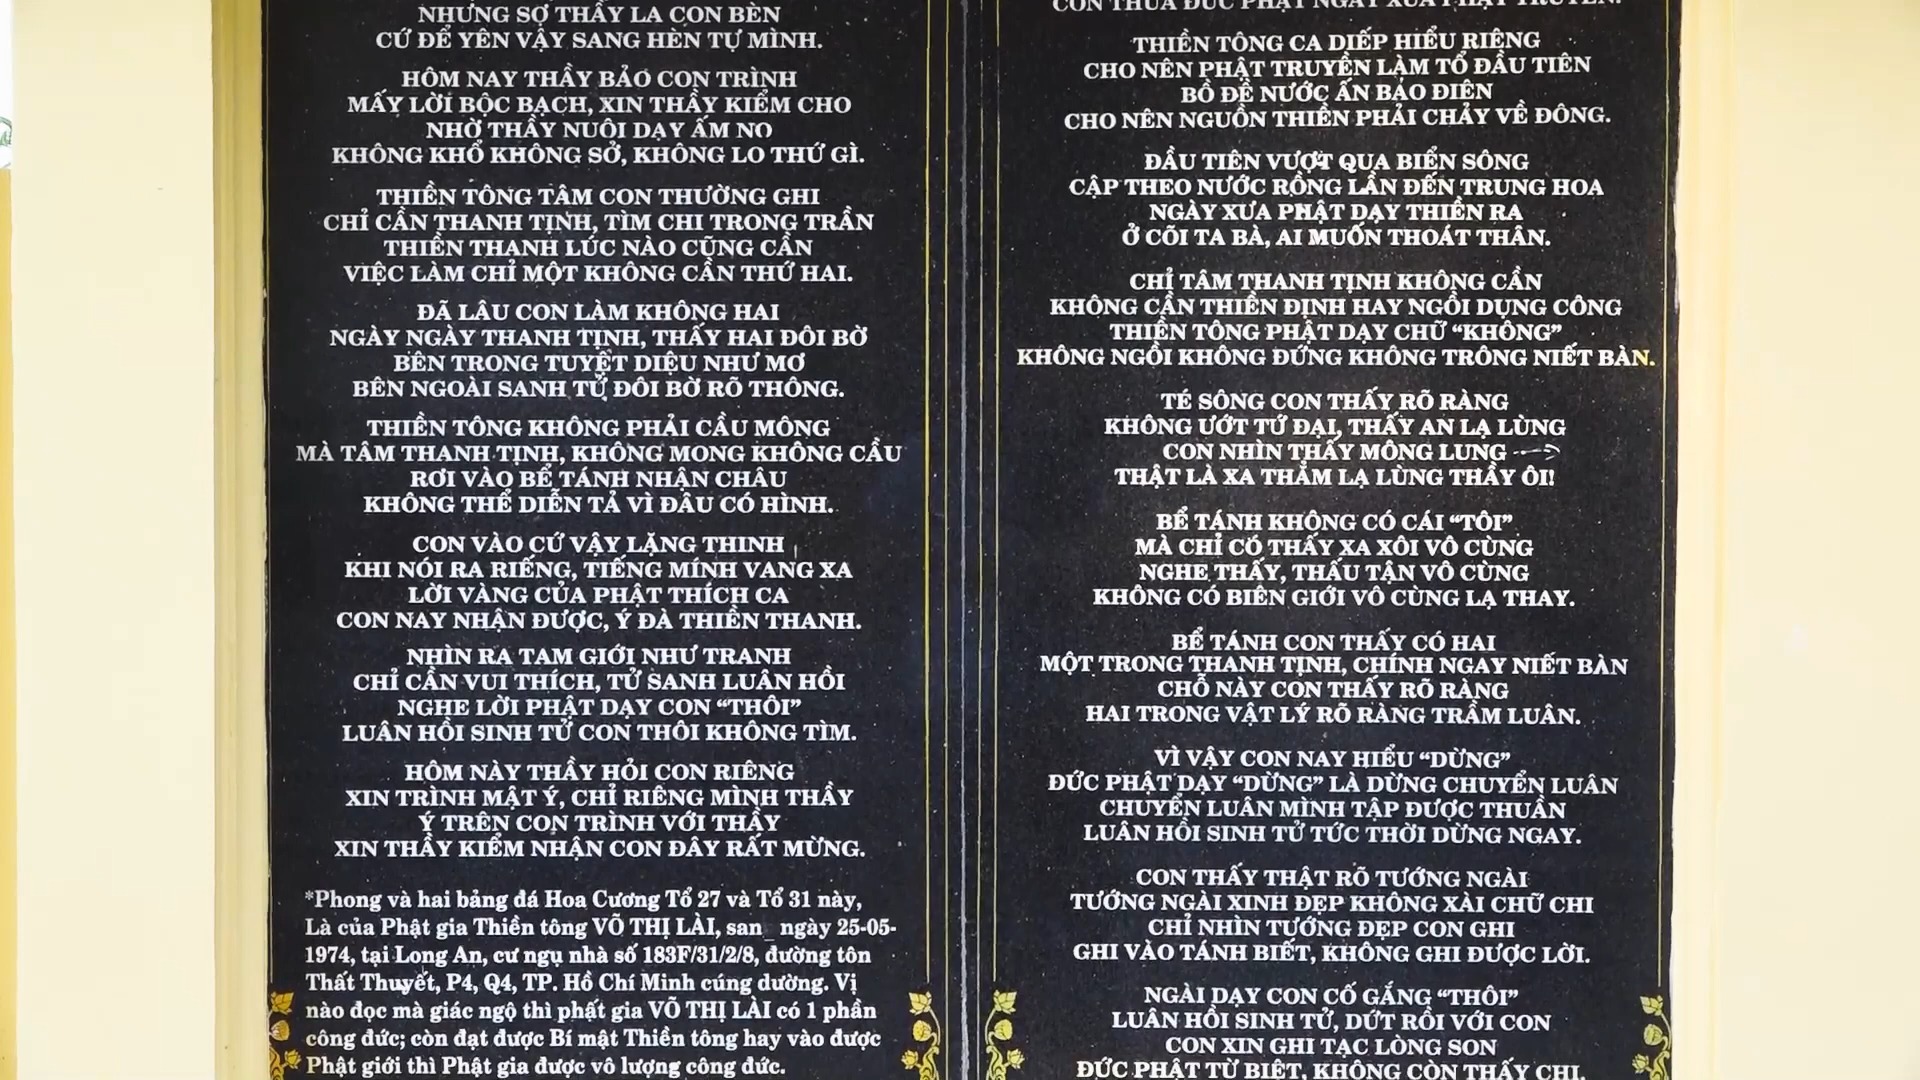 NHƯNG SỢ THẦY LA CON BÈN
CỨ ĐỂ YÊN VẬY SANG HÈN TỰ MÌNH.
HÔM NAY THẦY BẢO CON TRÌNH
MẤY LỜI BỘC BẠCH, XIN THẦY KIỂM CHO
NHỜ THẦY NUÔI DẠY ẤM NO
KHÔNG KHỔ KHÔNG SỞ, KHÔNG LO THỨ GÌ.
THIỀN TÔNG TÂM CON THƯỜNG GHI
CHỈ CẦN THANH TỊNH, TÌM CHI TRONG TRẦN
THIỀN THANH LÚC NÀO CŨNG CẦN
VIỆC LÀM CHỈ MỘT KHÔNG CẦN THỨ HAI.
ĐÃ LÂU CON LÀM KHÔNG HAI
NGÀY NGÀY THANH TỊNH, THẤY HAI ĐÔI BỜ
BÊN TRONG TUYỆT DIỆU NHƯ MƠ
BÊN NGOÀI SANH TỬ ĐÔI BỜ RÕ THÔNG.
THIỀN TÔNG KHÔNG PHẢI CẦU MÔNG
MÀ TÂM THANH TỊNH, KHÔNG MONG KHÔNG CẦU
RƠI VÀO BỂ TÁNH NHẬN CHÂU
KHÔNG THỂ DIỄN TẢ VÌ ĐÂU CÓ HÌNH.
CON VÀO CỨ VẬY LẶNG THINH
KHI NÓI RA RIẾNG, TIẾNG MÍNH VANG XA
LỜI VÀNG CỦA PHẬT THÍCH CA
CON NAY NHẬN ĐƯỢC, Ý ĐÀ THIỀN THANH.
NHÌN RA TAM GIỚI NHƯ TRANH
CHỈ CẦN VUI THÍCH, TỬ SANH LUÂN HỒI
NGHE LỜI PHẬT DẠY CON “THÔI”
LUÂN HỒI SINH TỬ CON THÔI KHÔNG TÌM.
HÔM NÀY THẦY HỎI CON RIÊNG
XIN TRÌNH MẬT Ý, CHỈ RIÊNG MÌNH THẦY
Ý TRÊN CON TRÌNH VỚI THẦY
XIN THẦY KIỂM NHẬN CON ĐÂY RẤT MỪNG.
*Phong và hai bảng đá Hoa Cương Tổ 27 và Tổ 31 này,
Là của Phật gia Thiền tông VÕ THỊ LÀI, san_ ngày 25-05-
1974, tại Long An, cư ngụ nhà số 183F/31/2/8, đường tôn
Thất Thuyết, P4, Q4, TP. Hồ Chí Minh cúng dường. Vị
nào đọc mà giác ngộ thì phật gia VÕ THỊ LÀI có 1 phần
công đức; còn đạt được Bí mật Thiền tông hay vào được
Phật giới thì Phật gia được vô lượng công đức.
CON THỪA ĐỨC PHẬT NGÀY XƯA PHẬT TRUYỀN.
THIỀN TÔNG CA DIẾP HIỂU RIÊNG
CHO NÊN PHẬT TRUYỀN LÀM TỔ ĐẦU TIÊN
BỒ ĐỀ NƯỚC ẤN BẢO ĐIÊN
CHO NÊN NGUỒN THIỀN PHẢI CHẢY VỀ ĐÔNG.
ĐẦU TIÊN VƯỢT QUA BIỂN SÔNG
CẬP THEO NƯỚC RỒNG LẦN ĐẾN TRUNG HOA
NGÀY XƯA PHẬT DẠY THIỀN RA
Ở CÕI TA BÀ, AI MUỐN THOÁT THÂN.
CHỈ TÂM THANH TỊNH KHÔNG CẦN
KHÔNG CẦN THIỀN ĐỊNH HAY NGỒI DỤNG CÔNG
THIỀN TÔNG PHẬT DẠY CHỮ “KHÔNG”
KHÔNG NGỒI KHÔNG ĐỨNG KHÔNG TRÔNG NIẾT BÀN.
TÉ SÔNG CON THẤY RÕ RÀNG
KHÔNG ƯỚT TỨ ĐẠI, THẤY AN LẠ LÙNG
CON NHÌN THẤY MÔNG LUNG
THẬT LÀ XA THẲM LẠ LÙNG THẦY ÔI!
BỂ TÁNH KHÔNG CÓ CÁI “TÔI”
MÀ CHỈ CÓ THẤY XA XÔI VÔ CÙNG
NGHE THẤY, THẤU TẬN VÔ CÙNG
KHÔNG CÓ BIÊN GIỚI VÔ CÙNG LẠ THAY.
BỂ TÁNH CON THẤY CÓ HAI
MỘT TRONG THANH TỊNH, CHÍNH NGAY NIẾT BÀN
CHỖ NÀY CON THẤY RÕ RÀNG
HAI TRONG VẬT LÝ RÕ RÀNG TRẦM LUÂN.
VÌ VẬY CON NAY HIỂU “DỪNG”
ĐỨC PHẬT DẠY “DỪNG” LÀ DỪNG CHUYỂN LUÂN
CHUYỂN LUÂN MÌNH TẬP ĐƯỢC THUẦN
LUÂN HỒI SINH TỬ TỨC THỜI DỪNG NGAY.
CON THẤY THẬT RÕ TƯỚNG NGÀI
TƯỚNG NGÀI XINH ĐẸP KHÔNG XÀI CHỮ CHI
CHỈ NHÌN TƯỚNG ĐẸP CON GHI
GHI VÀO TÁNH BIẾT, KHÔNG GHI ĐƯỢC LỜI.
NGÀI DẠY CON CỐ GẮNG “THÔI”
LUÂN HỒI SINH TỬ, DỨT RỒI VỚI CON
CON XIN GHI TẠC LÒNG SON
ĐỨC PHẬT TỪ BIỆT, KHÔNG CÒN THẤY CHI.